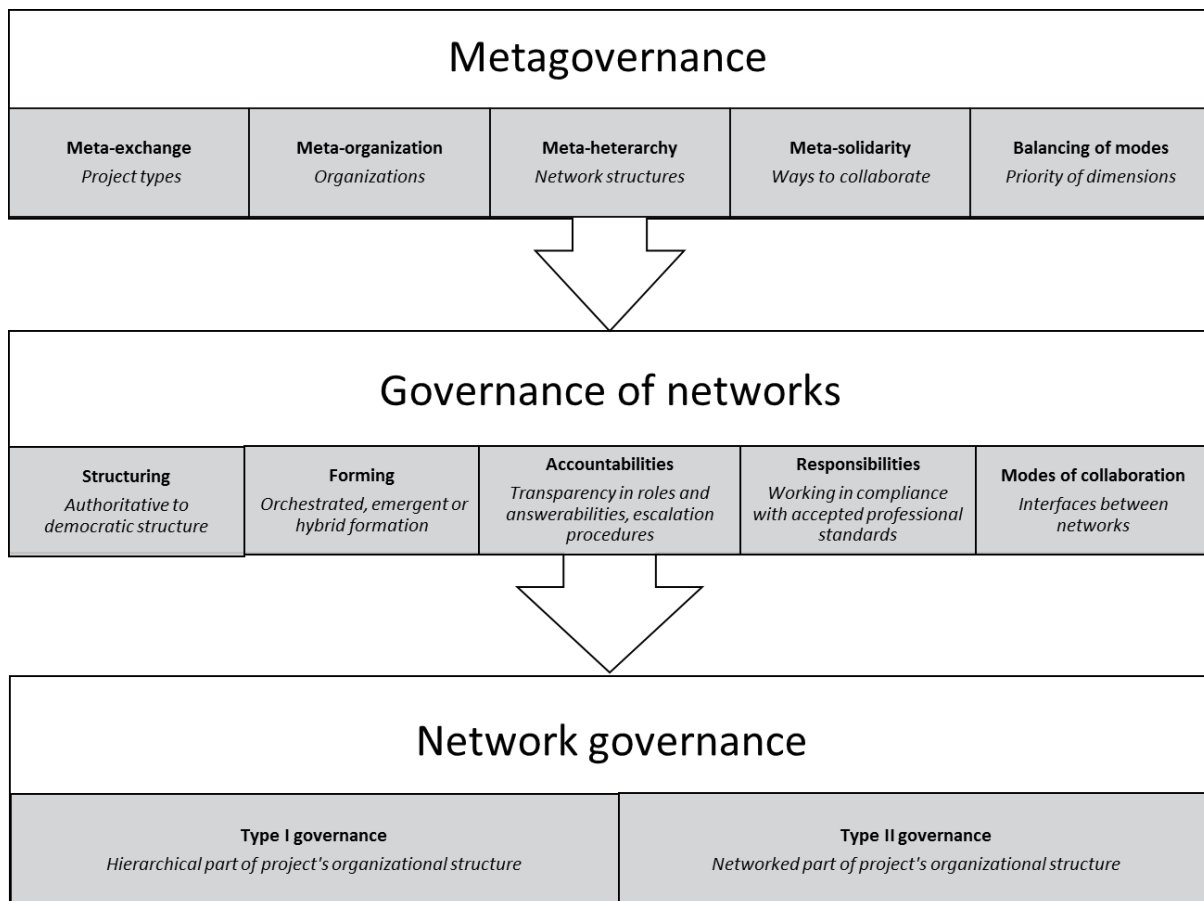 Metagovernance
Meta-exchange
Project types
Meta-organization
Organizations
Meta-heterarchy
Network structures
Meta-solidarity
Ways to collaborate
Balancing of modes
Priority of dimensions
Governance of networks
Structuring
Authoritative to
democratic structure
Forming
Orchestrated, emergent or
hybrid formation
Accountabilities
Transparency in roles and
answerabilities, escalation
procedures
Responsibilities
Working in compliance
with accepted professional
standards
Modes of collaboration
Interfaces between
networks
Network governance
Type I governance
Hierarchical part of project's organizational structure
Type II governance
Networked part of project's organizational structure